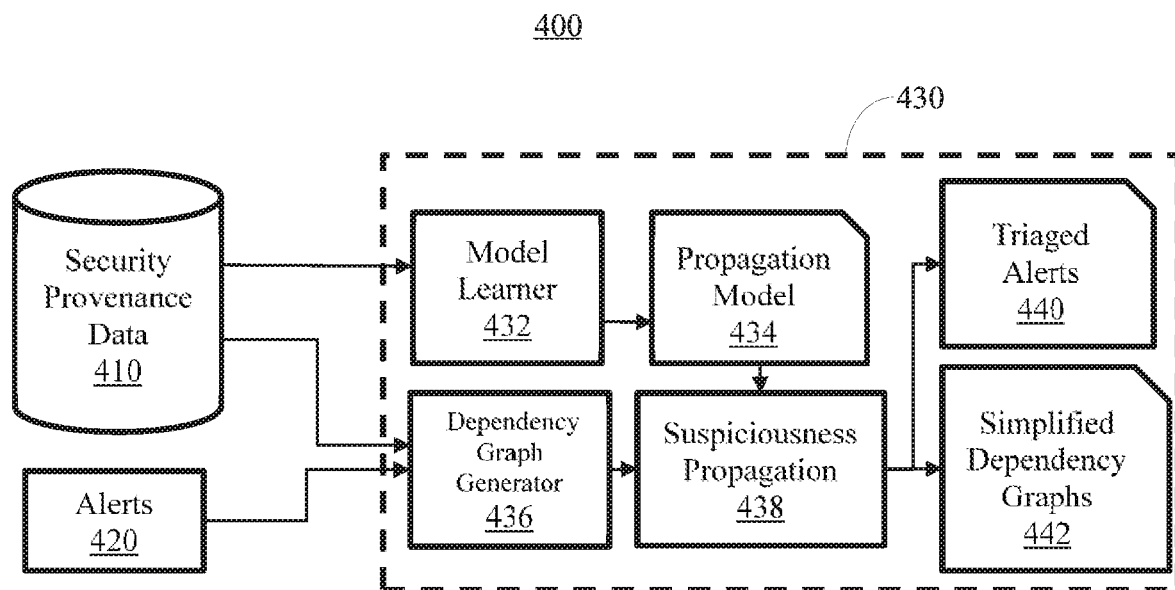 400
430
Security
Provenance
Data
410
Alerts
420
Model
Learner
432
Propagation
Model
434
Dependency
Graph
Generator
436
Suspiciousness
Propagation
438
Triaged
Alerts
440
Simplified
Dependency
Graphs
442